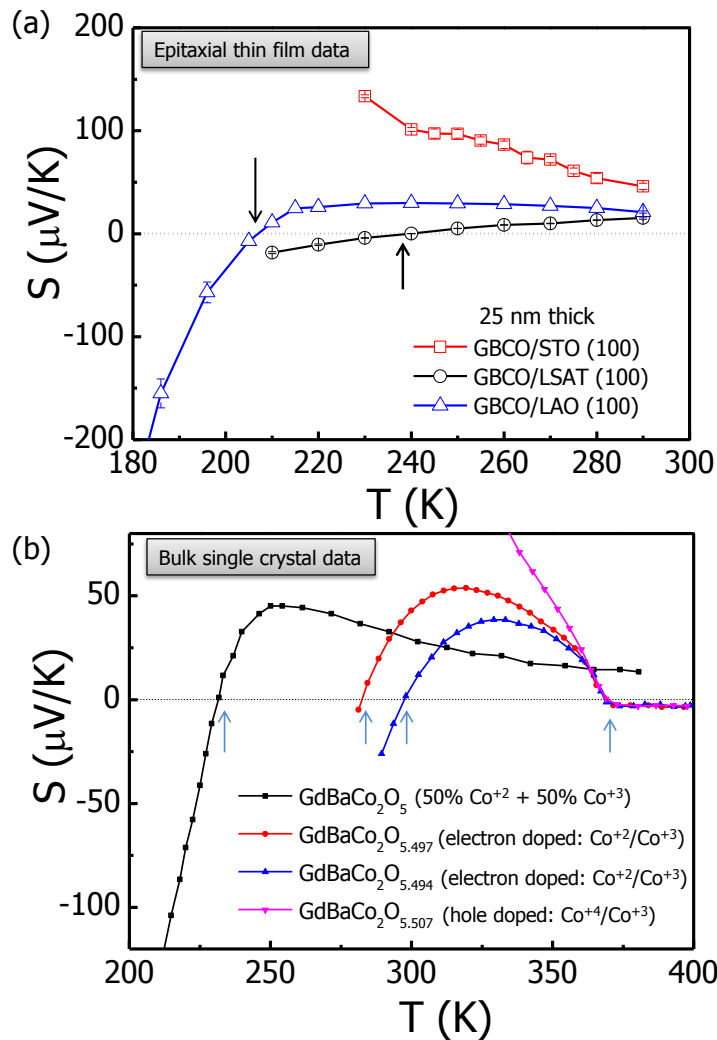 (a)
Epitaxial thin film data
200
100
0
-100
-200
S (μV/K)
25 nm thick
GBCO/STO (100)
GBCO/LSAT (100)
GBCO/LAO (100)
180 200 220 240 260 280 300
T (K)
(b)
Bulk single crystal data
50
0
-50
-100
S (μV/K)
GdBaCo₂O₅ (50% Co⁺² + 50% Co⁺³)
GdBaCo₂O₅.₄₉₇ (electron doped: Co⁺²/Co⁺³)
GdBaCo₂O₅.₄₉₄ (electron doped: Co⁺²/Co⁺³)
GdBaCo₂O₅.₅₀₇ (hole doped: Co⁺⁴/Co⁺³)
200 250 300 350 400
T (K)